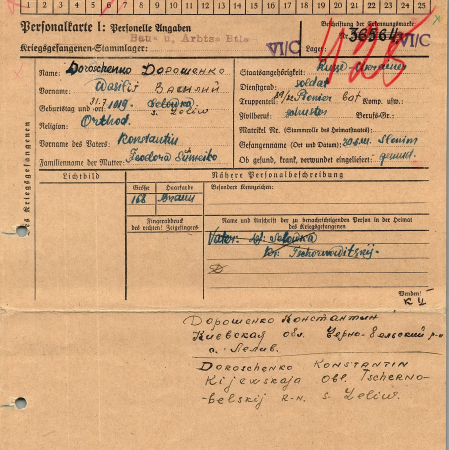 1 2 3 4 5 6 7 8 9 10 11 12 13 14 15 16 17 18 19 20 21 22 23 24 25
Personalkarte I: Personelle Angaben
Beschriftung der Erkennungsmarke
Bau- u. Arbts-Btln
Nr. 36564
Kriegsgefangenen-Stammlager:
VI/C
Lager: VI/C
Des Kriegsgefangenen
Name: Doroschenko Дорошенко
Staatsangehörigkeit:
Vorname: Wasilij Василий
Dienstgrad: soldat
Geburtstag und -ort: 31.7.1919.
Truppenteil: Pionier bat Komp. usw.:
s. Zeliw
Zivilberuf: Berufs-Gr.:
Religion: Orthod.
Matrikel Nr. (Stammrolle des Heimatstaates):
Vorname des Vaters: Konstantin
Gefangennahme (Ort und Datum): Slonim
Familienname der Mutter: Feodora
Ob gesund, krank, verwundet eingeliefert: gesund.
Lichtbild
Nähere Personalbeschreibung
Größe Haarfarbe Besondere Kennzeichen:
168 braun
Fingerabdruck
des rechten! Zeigefingers
Name und Anschrift der zu benachrichtigenden Person in der Heimat
des Kriegsgefangenen
Vater:
Kr. Tschornowitzkij.
Wenden!
Дорошенко Константин
Киевская обл. Черно-бельский р-н
с. Зелив.
Doroschenko Konstantin
Kijewskaja obl. Tscherno-
belskij r-n. s Zeliw.